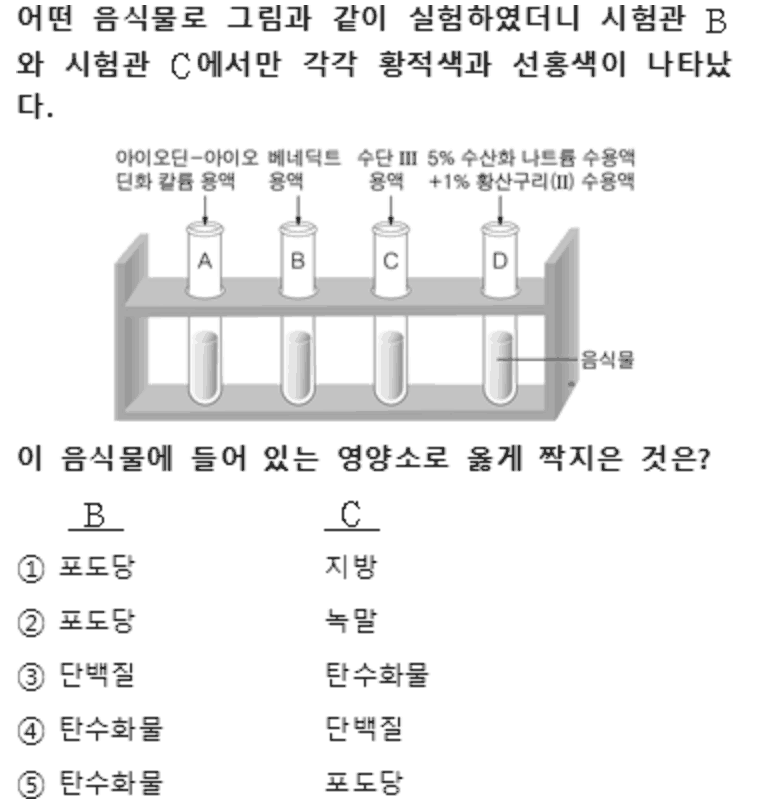 어떤 음식물로 그림과 같이 실험하였더니 시험관 B
와 시험관 C에서만 각각 황적색과 선홍색이 나타났
다.
아이오딘-아이오 베네딕트 수단 III 5% 수산화 나트륨 수용액
딘화 칼륨 용액 용액 용액 +1% 황산구리(II) 수용액
A B C D
음식물
이 음식물에 들어 있는 영양소로 옳게 짝지은 것은?
B C
① 포도당 지방
② 포도당 녹말
③ 단백질 탄수화물
④ 탄수화물 단백질
⑤ 탄수화물 포도당